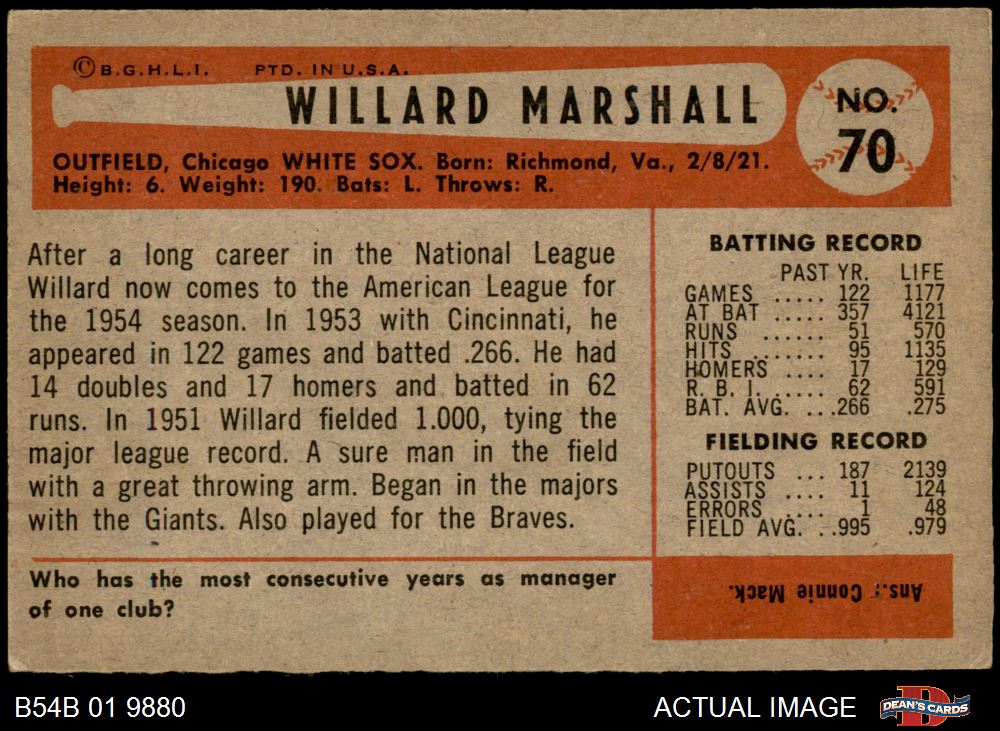 ©B.G.H.L.I. PTD. IN U.S.A.
WILLARD MARSHALL
NO.
70
OUTFIELD, Chicago WHITE SOX. Born: Richmond, Va., 2/8/21.
Height: 6. Weight: 190. Bats: L. Throws: R.
After a long career in the National League
Willard now comes to the American League for
the 1954 season. In 1953 with Cincinnati, he
appeared in 122 games and batted .266. He had
14 doubles and 17 homers and batted in 62
runs. In 1951 Willard fielded 1.000, tying the
major league record. A sure man in the field
with a great throwing arm. Began in the majors
with the Giants. Also played for the Braves.
BATTING RECORD
PAST YR. LIFE
GAMES ..... 122 1177
AT BAT ..... 357 4121
RUNS ...... 51 570
HITS ....... 95 1135
HOMERS .... 17 129
R. B. I. ..... 62 591
BAT. AVG. ...266 .275
FIELDING RECORD
PUTOUTS ... 187 2139
ASSISTS .... 11 124
ERRORS .... 1 48
FIELD AVG. ..995 .979
Who has the most consecutive years as manager
of one club?
Ans.: Connie Mack.
B54B 01 9880
ACTUAL IMAGE
D
DEAN'S CARDS